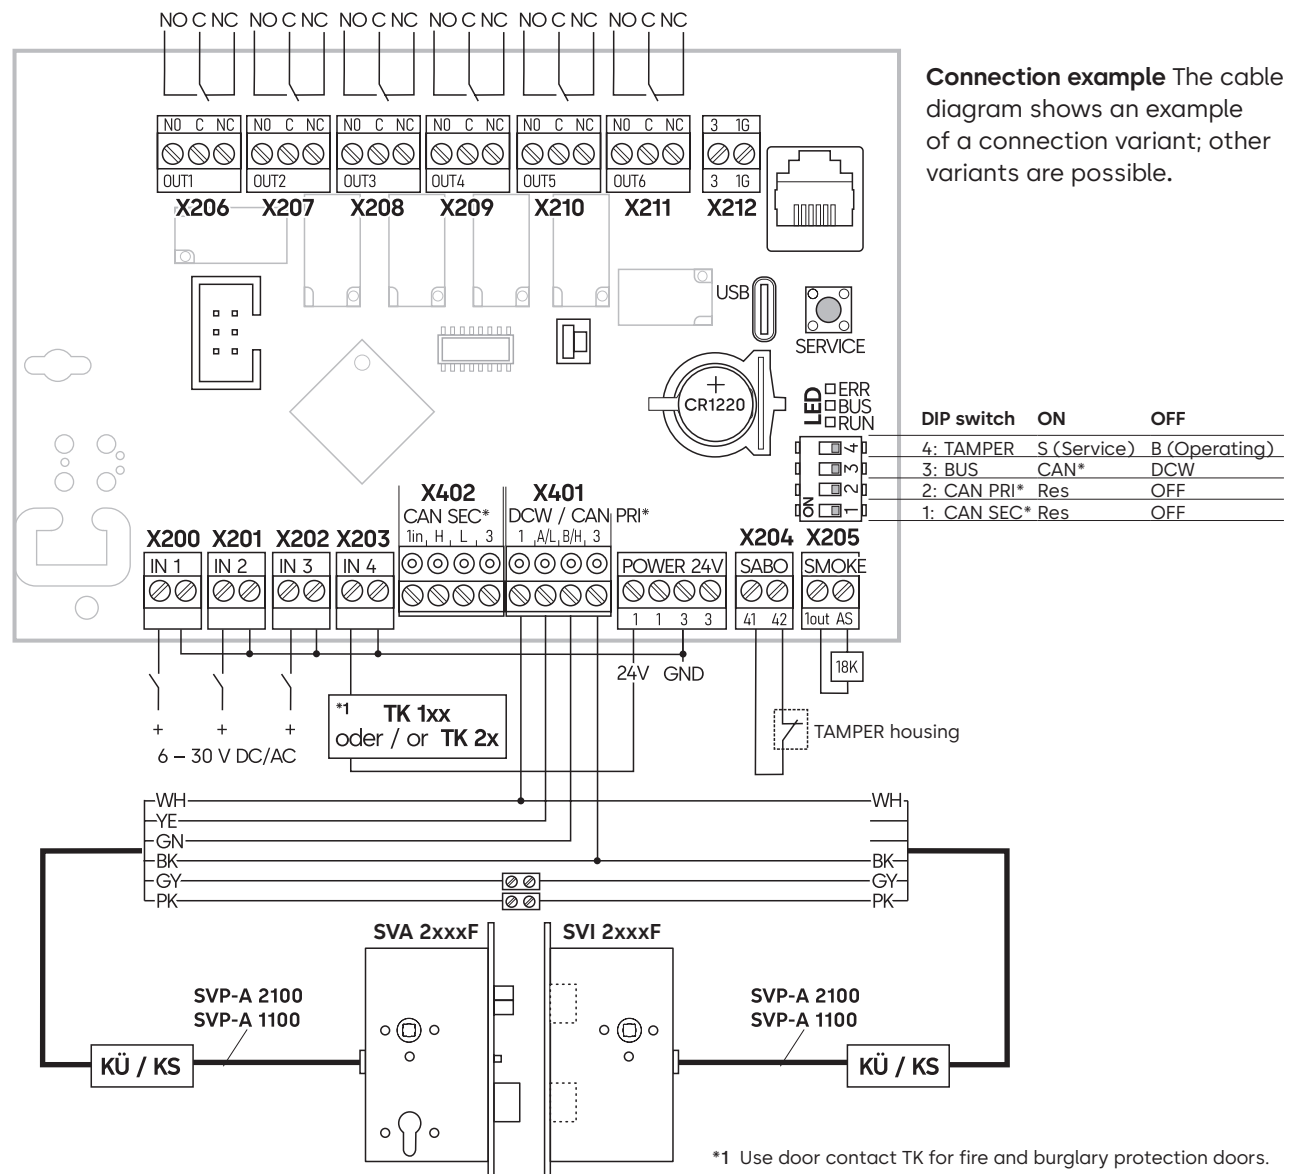 NO C NC NO C NC NO C NC NO C NC NO C NC NO C NC
Connection example The cable
diagram shows an example
of a connection variant; other
variants are possible.
NO C NC NO C NC NO C NC NO C NC NO C NC NO C NC 3 1G
OUT1 OUT2 OUT3 OUT4 OUT5 OUT6 3 1G
X206 X207 X208 X209 X210 X211 X212
USB
SERVICE
+
CR1220
LED
ERR
BUS
RUN
ON
4
3
2
1
DIP switch ON OFF
4: TAMPER S (Service) B (Operating)
3: BUS CAN* DCW
2: CAN PRI* Res OFF
1: CAN SEC* Res OFF
X402 X401
CAN SEC* DCW / CAN PRI*
1in H L 3 1 A/L B/H 3
X200 X201 X202 X203 X204 X205
IN 1 IN 2 IN 3 IN 4 POWER 24V SABO SMOKE
1 1 3 3 41 42 1out AS
24V GND
18K
*1 TK 1xx
oder / or TK 2x
TAMPER housing
+ + +
6 – 30 V DC/AC
WH WH
YE
GN
BK BK
GY GY
PK PK
SVA 2xxxF SVI 2xxxF
SVP-A 2100 SVP-A 2100
SVP-A 1100 SVP-A 1100
KÜ / KS KÜ / KS
*1 Use door contact TK for fire and burglary protection doors.